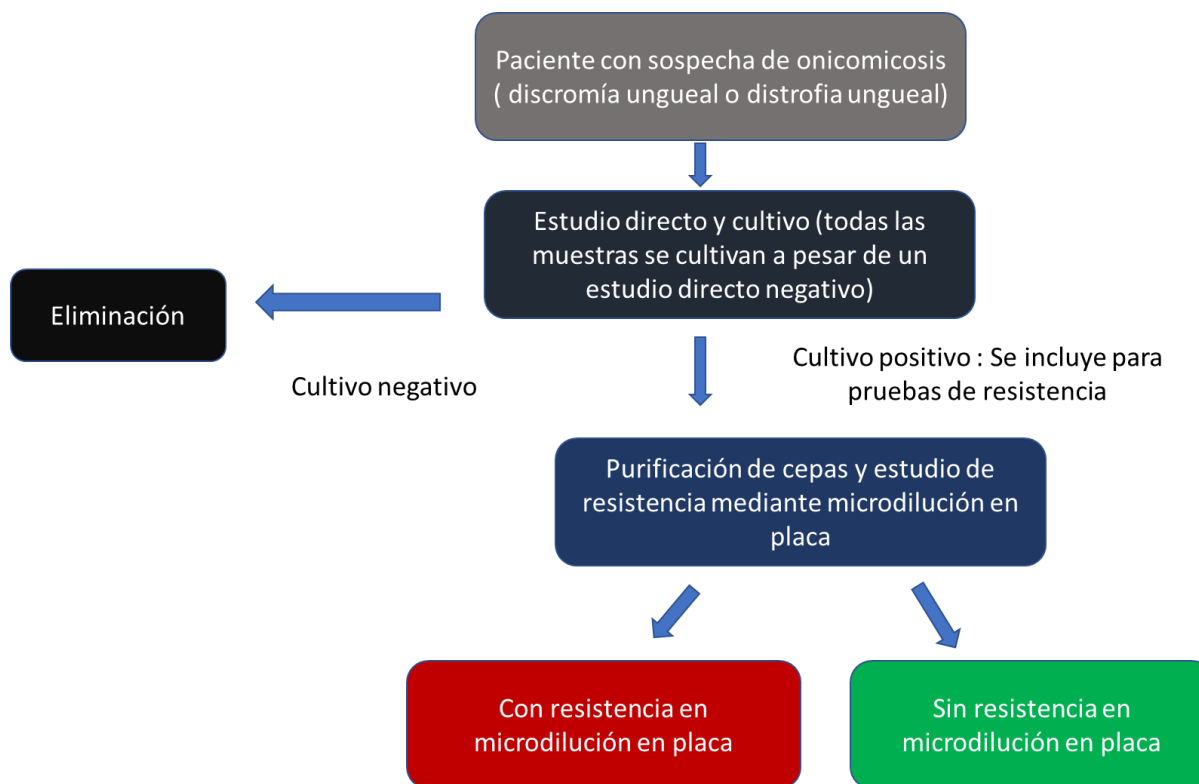 Paciente con sospecha de onicomicosis
( discromía ungueal o distrofia ungueal)
Estudio directo y cultivo (todas las
muestras se cultivan a pesar de un
estudio directo negativo)
Eliminación
Cultivo negativo
Cultivo positivo : Se incluye para
pruebas de resistencia
Purificación de cepas y estudio de
resistencia mediante microdilución en
placa
Con resistencia en
microdilución en placa
Sin resistencia en
microdilución en placa